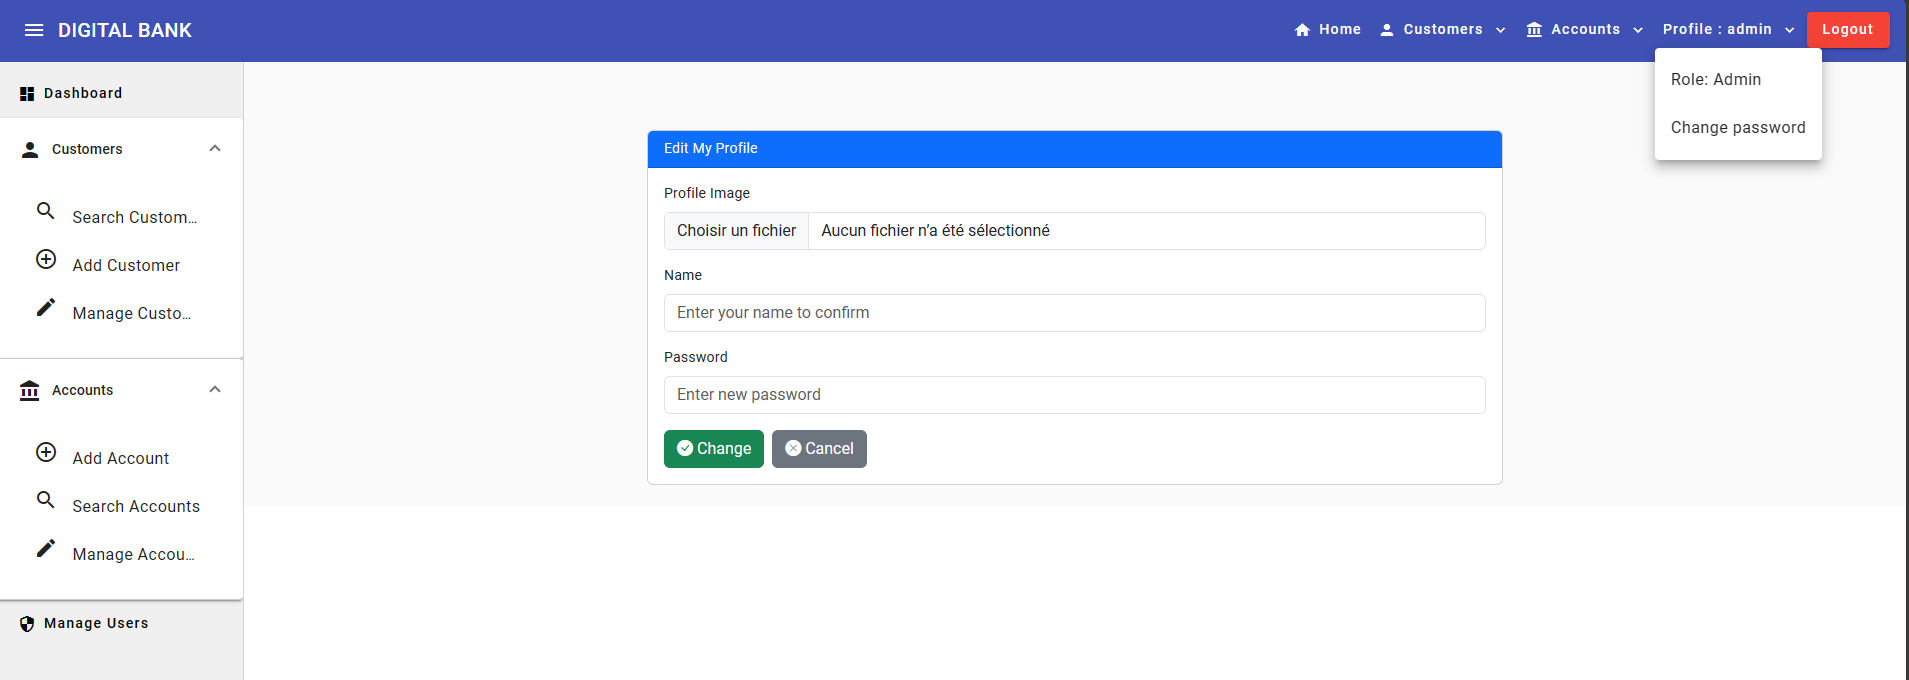 DIGITAL BANK
Home
Customers
Accounts
Profile : admin
Logout
Role: Admin
Change password
Dashboard
Customers
Search Custom…
Add Customer
Manage Custo…
Accounts
Add Account
Search Accounts
Manage Accou…
Manage Users
Edit My Profile
Profile Image
Choisir un fichier Aucun fichier n’a été sélectionné
Name
Enter your name to confirm
Password
Enter new password
Change
Cancel